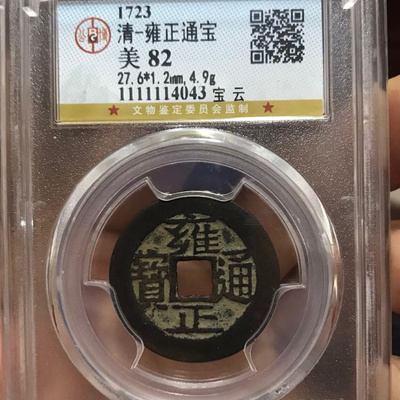 1723
清-雍正通宝
美 82
27.6*1.2mm,4.9g
1111114043 宝云
★ 文物鉴定委员会监制 ★
雍正通寶